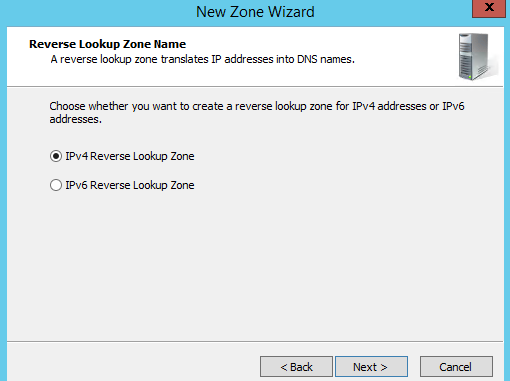 New Zone Wizard
X
Reverse Lookup Zone Name
A reverse lookup zone translates IP addresses into DNS names.
Choose whether you want to create a reverse lookup zone for IPv4 addresses or IPv6
addresses.
IPv4 Reverse Lookup Zone
IPv6 Reverse Lookup Zone
< Back Next > Cancel